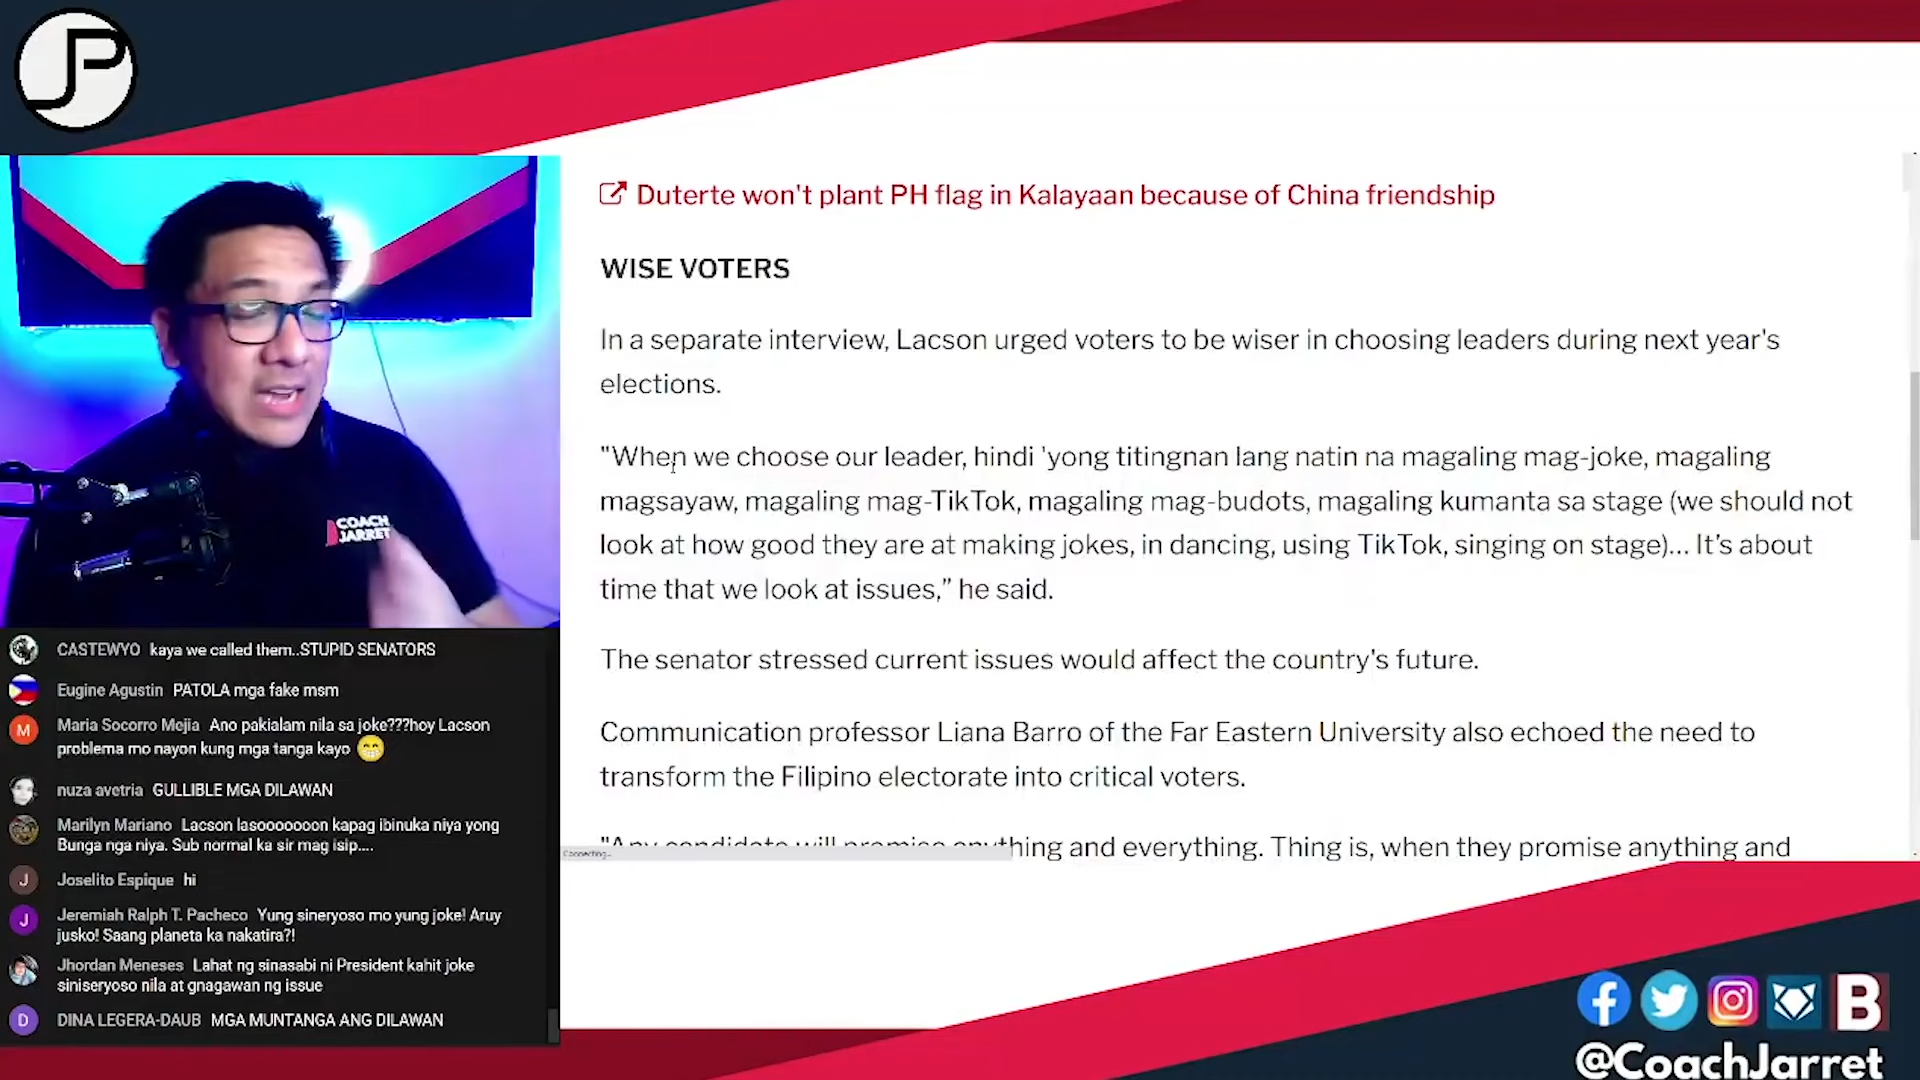 JP
Duterte won't plant PH flag in Kalayaan because of China friendship
WISE VOTERS
In a separate interview, Lacson urged voters to be wiser in choosing leaders during next year's
elections.
"When we choose our leader, hindi 'yong titingnan lang natin na magaling mag-joke, magaling
magsayaw, magaling mag-TikTok, magaling mag-budots, magaling kumanta sa stage (we should not
look at how good they are at making jokes, in dancing, using TikTok, singing on stage)... It's about
time that we look at issues,” he said.
The senator stressed current issues would affect the country's future.
Communication professor Liana Barro of the Far Eastern University also echoed the need to
transform the Filipino electorate into critical voters.
"Any candidate will promise anything and everything. Thing is, when they promise anything and
Connecting...
COACH
JARRET
CASTEWYO kaya we called them..STUPID SENATORS
Eugine Agustin PATOLA mga fake msm
M
Maria Socorro Mejia Ano pakialam nila sa joke???hoy Lacson
problema mo nayon kung mga tanga kayo 😁
nuza avetria GULLIBLE MGA DILAWAN
Marilyn Mariano Lacson lasooooooon kapag ibinuka niya yong
Bunga nga niya. Sub normal ka sir mag isip....
J
Joselito Espique hi
J
Jeremiah Ralph T. Pacheco Yung sineryoso mo yung joke! Aruy
jusko! Saang planeta ka nakatira?!
Jhordan Meneses Lahat ng sinasabi ni President kahit joke
siniseryoso nila at gnagawan ng issue
D
DINA LEGERA-DAUB MGA MUNTANGA ANG DILAWAN
B
@CoachJarret